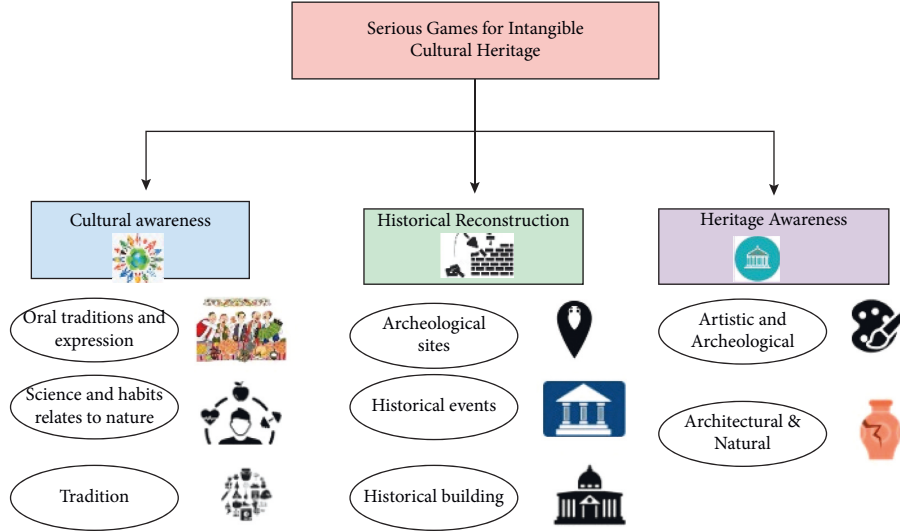 Serious Games for Intangible
Cultural Heritage
Cultural awareness
Historical Reconstruction
Heritage Awareness
Oral traditions and
expression
Science and habits
relates to nature
Tradition
Archeological
sites
Historical events
Historical building
Artistic and
Archeological
Architectural &
Natural